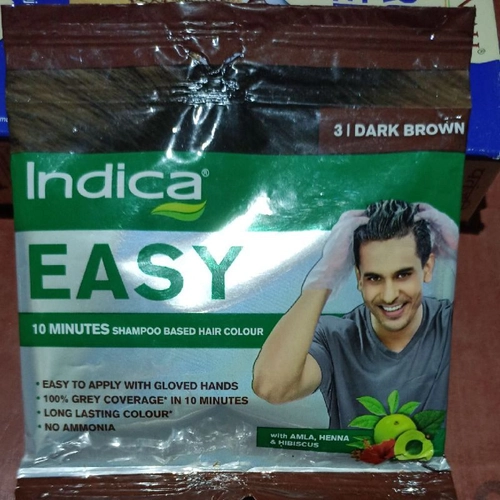 3 | DARK BROWN
Indica®
EASY
10 MINUTES SHAMPOO BASED HAIR COLOUR
• EASY TO APPLY WITH GLOVED HANDS
• 100% GREY COVERAGE* IN 10 MINUTES
• LONG LASTING COLOUR*
• NO AMMONIA
with AMLA, HENNA
& HIBISCUS